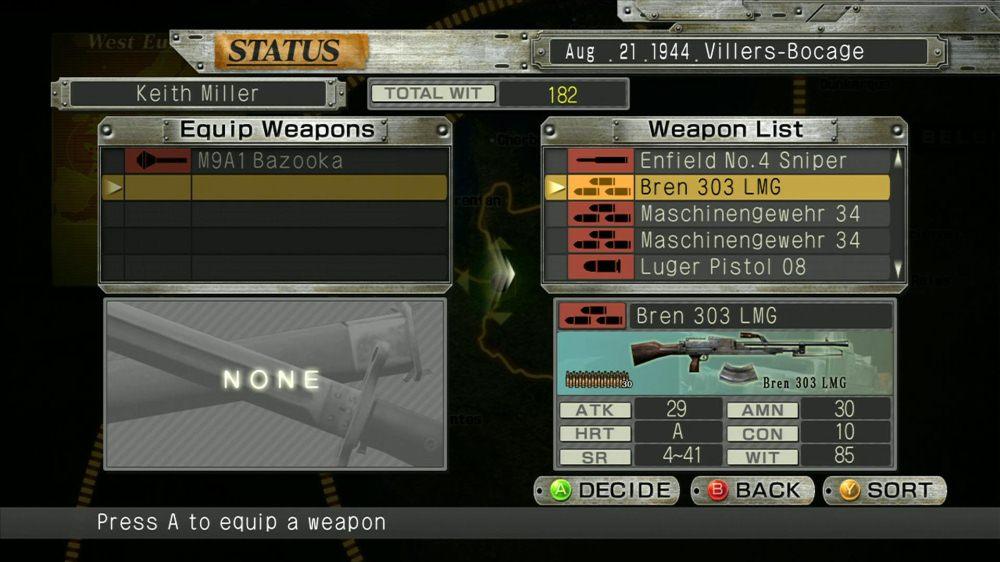 West Eu
STATUS
Aug . 21 .1944. Villers-Bocage
Keith Miller
TOTAL WIT 182
Equip Weapons
M9A1 Bazooka
NONE
Weapon List
Enfield No.4 Sniper
Bren 303 LMG
Maschinengewehr 34
Maschinengewehr 34
Luger Pistol 08
Bren 303 LMG
30
Bren 303 LMG
ATK 29 AMN 30
HRT A CON 10
SR 4~41 WIT 85
A DECIDE B BACK Y SORT
Press A to equip a weapon